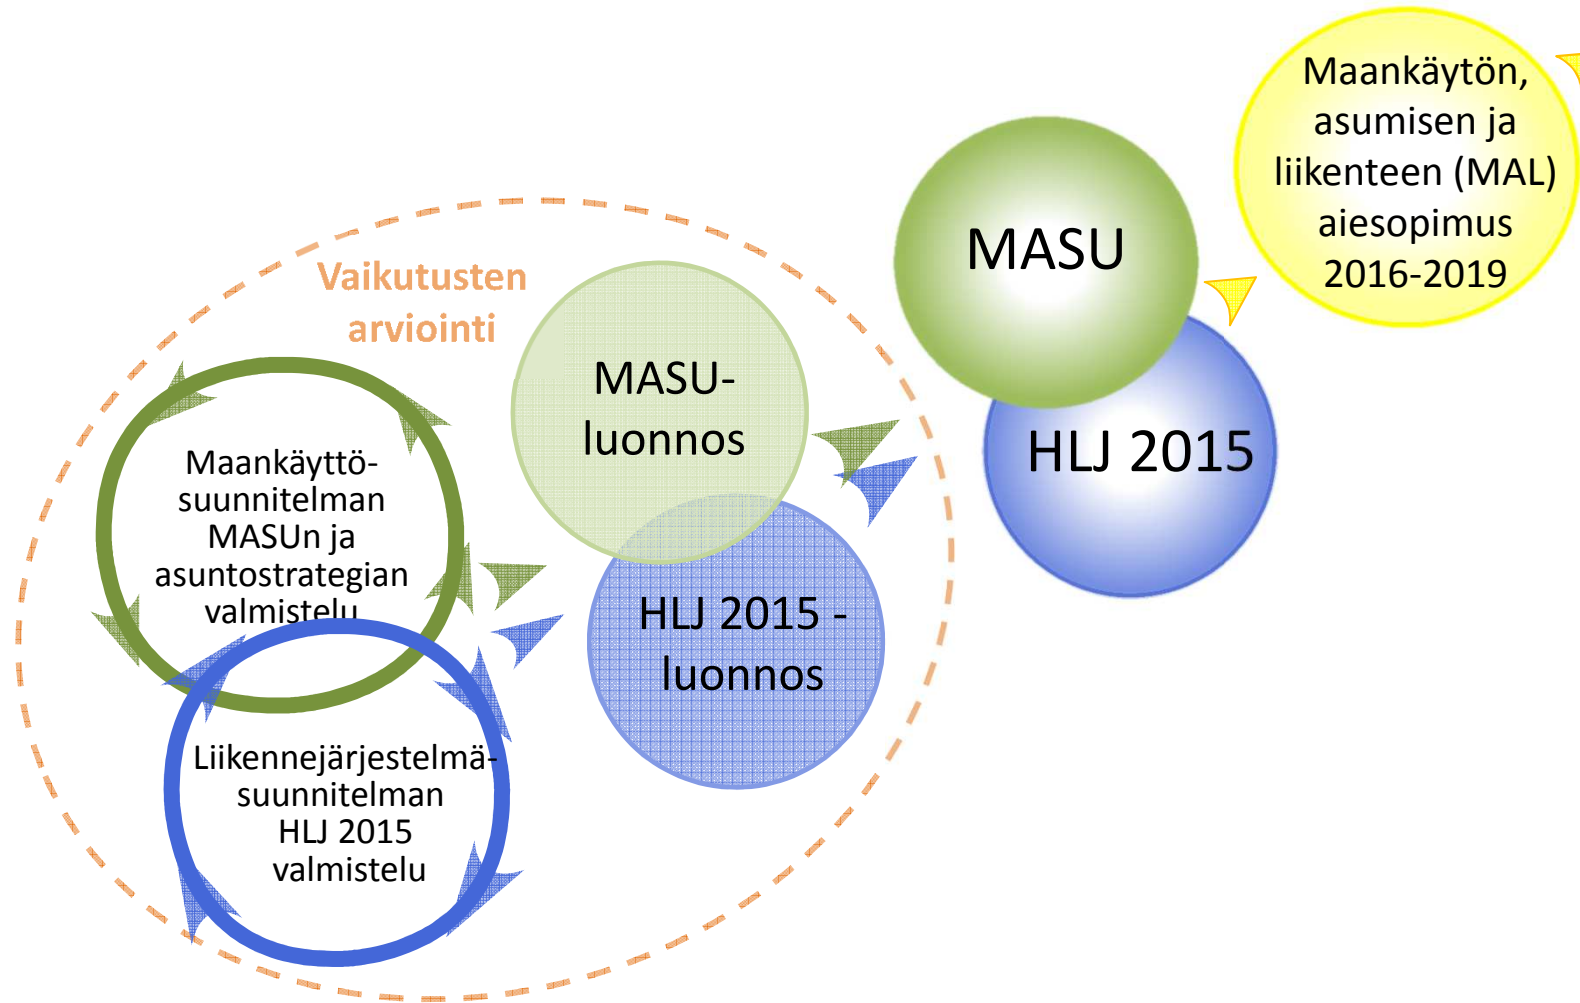 Vaikutusten
arviointi
Maankäyttö-
suunnitelman
MASUn ja
asuntostrategian
valmistelu
Liikennejärjestelmä-
suunnitelman
HLJ 2015
valmistelu
MASU-
luonnos
HLJ 2015 -
luonnos
MASU
HLJ 2015
Maankäytön,
asumisen ja
liikenteen (MAL)
aiesopimus
2016-2019